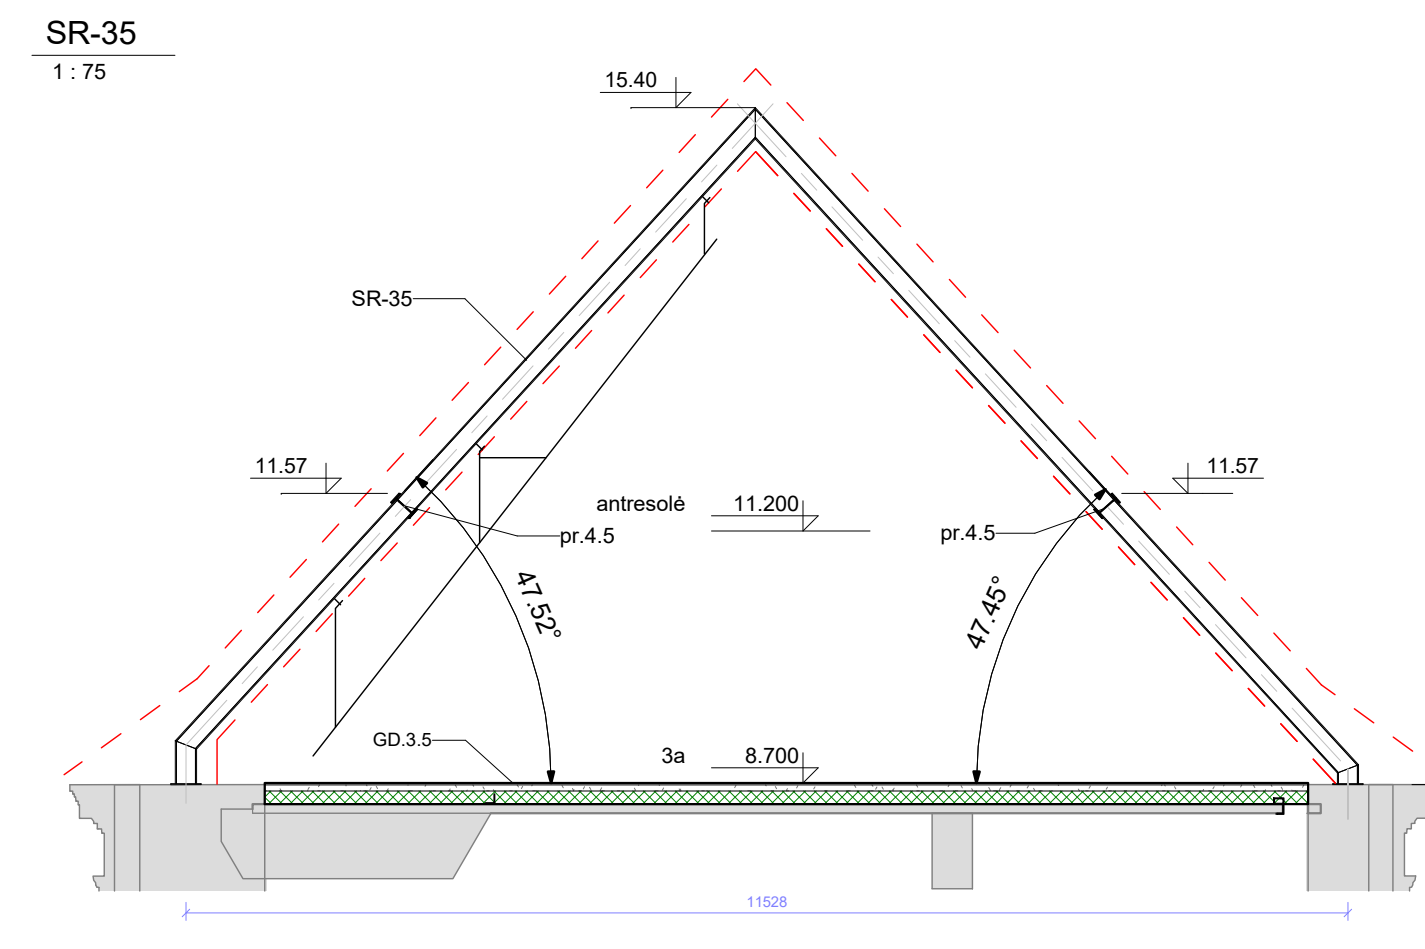 SR-35
1 : 75
15.40
SR-35
11.57
11.57
antresolė 11.200
pr.4.5
pr.4.5
47.52°
47.45°
GD.3.5
3a 8.700
11528